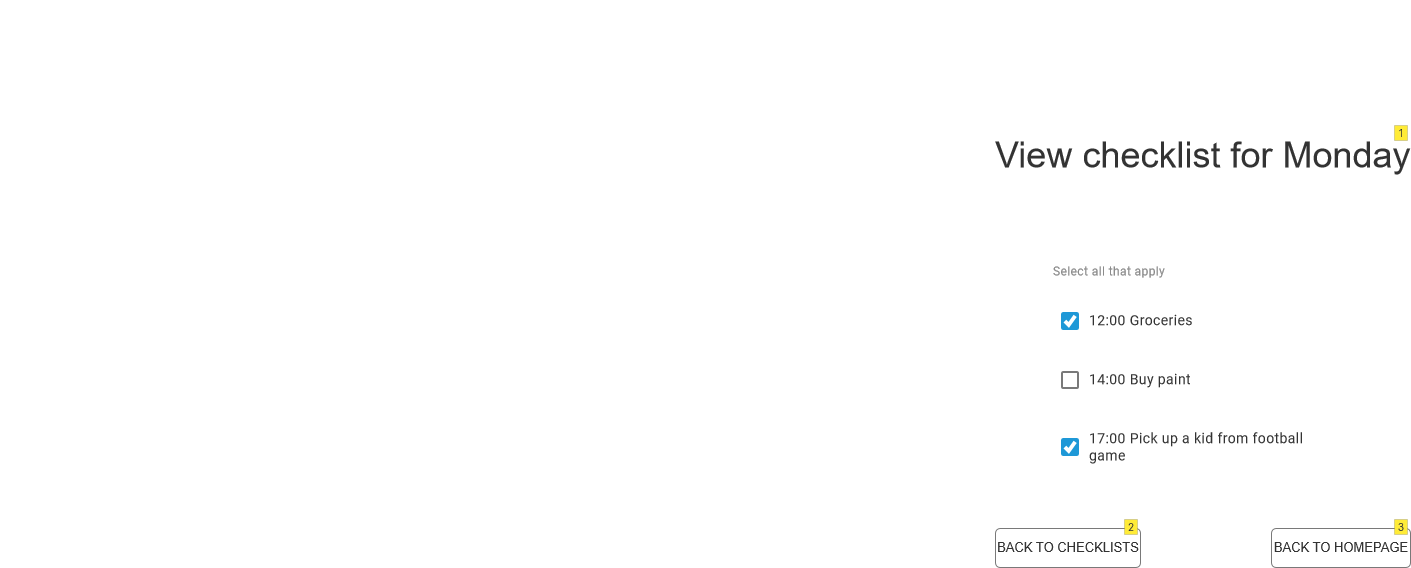 1
View checklist for Monday
Select all that apply
12:00 Groceries
14:00 Buy paint
17:00 Pick up a kid from football
game
2
3
BACK TO CHECKLISTS
BACK TO HOMEPAGE